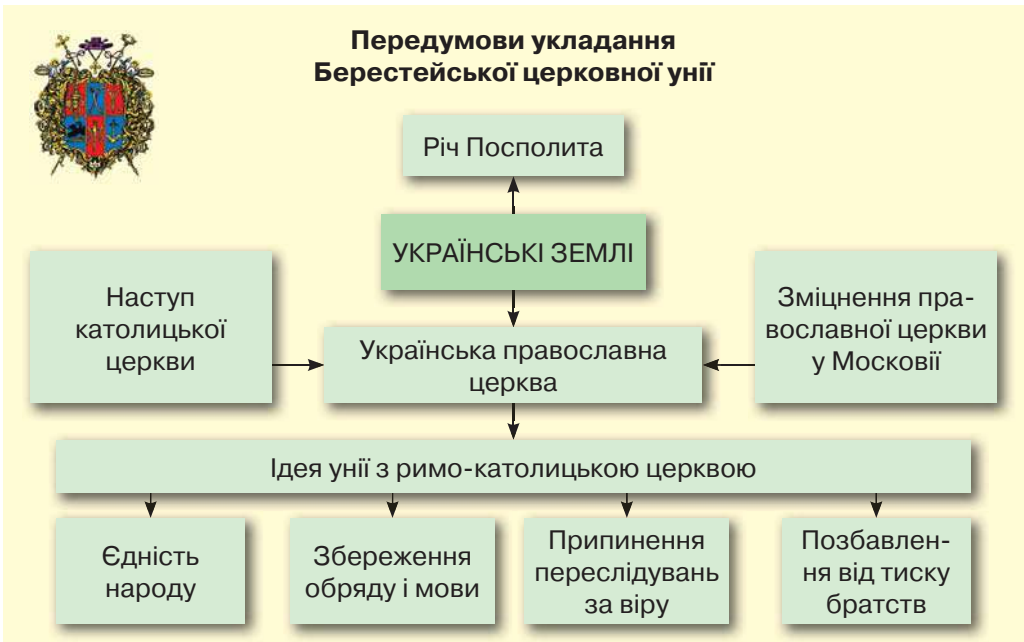 Передумови укладання
Берестейської церковної унії
Річ Посполита
УКРАЇНСЬКІ ЗЕМЛІ
Наступ
католицької
церкви
Українська православна
церква
Зміцнення пра-
вославної церкви
у Московії
Ідея унії з римо-католицькою церквою
Єдність
народу
Збереження
обряду і мови
Припинення
переслідувань
за віру
Позбавлен-
ня від тиску
братств